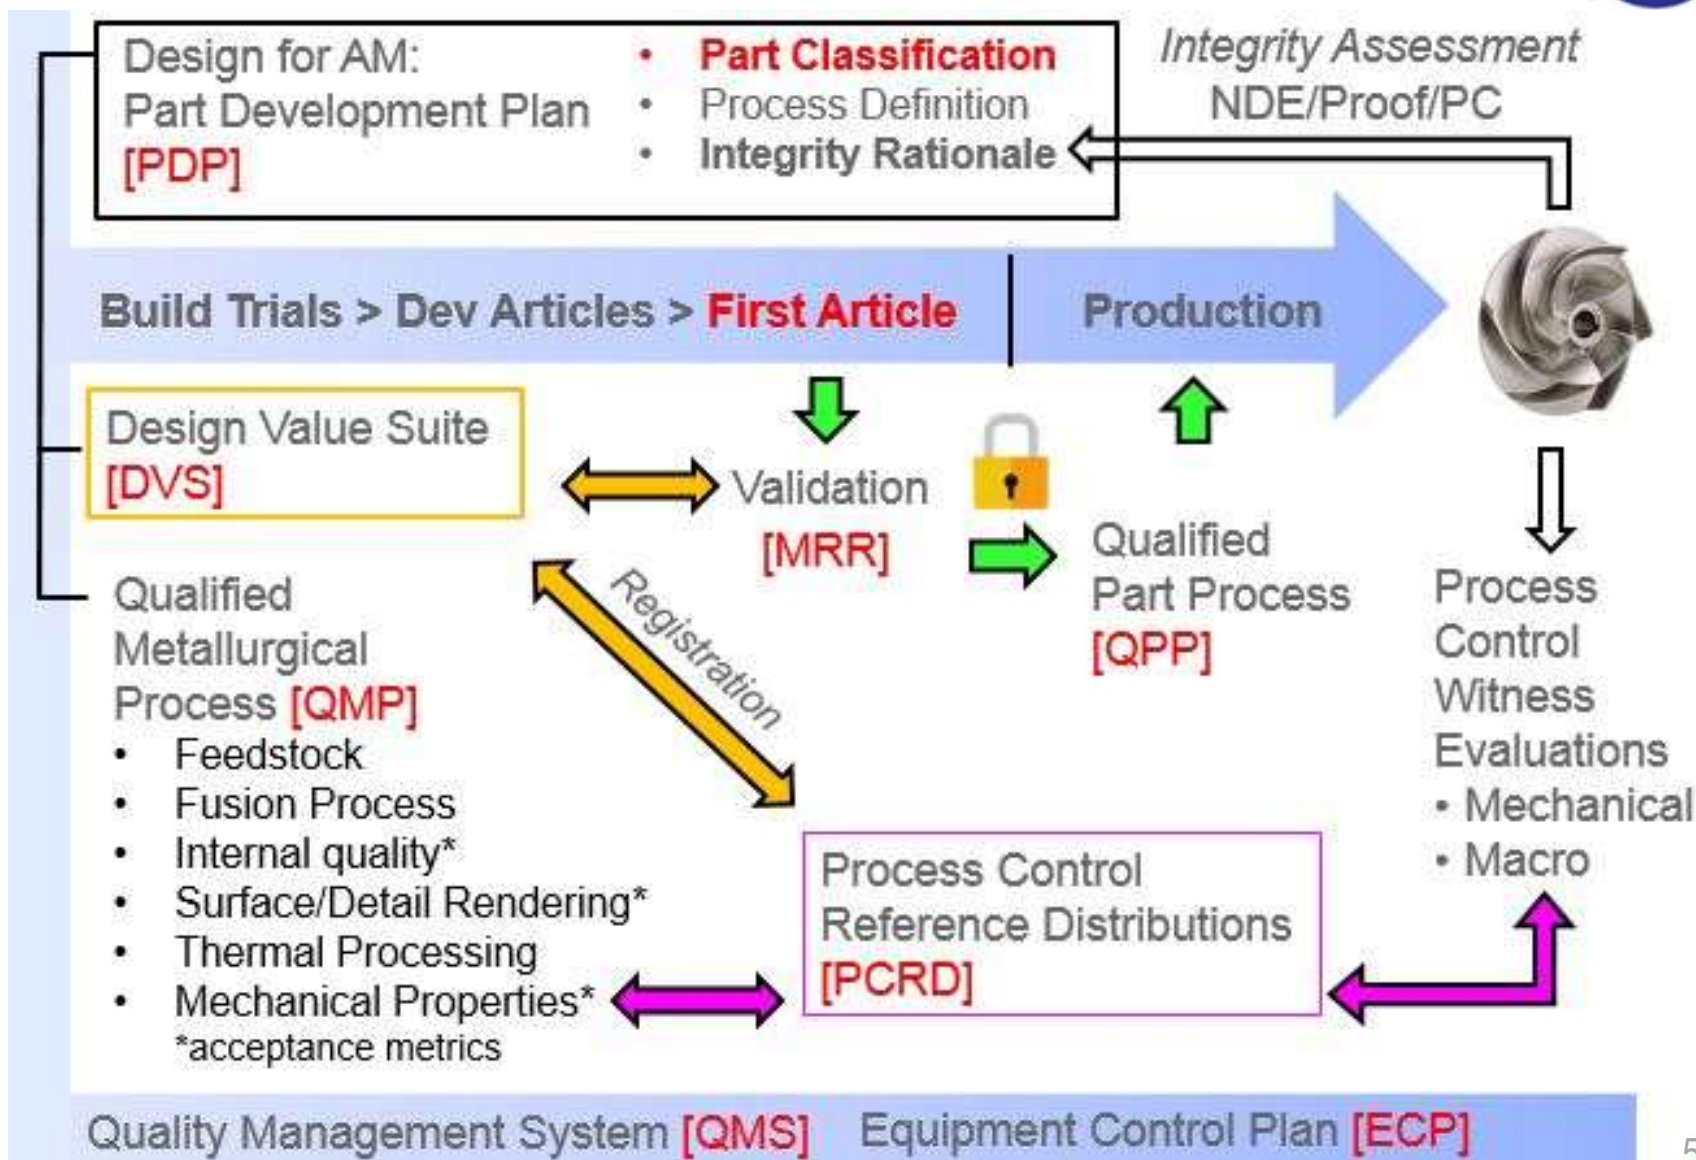 Design for AM:
Part Development Plan
[PDP]
• Part Classification
• Process Definition
• Integrity Rationale
Integrity Assessment
NDE/Proof/PC
Build Trials > Dev Articles > First Article
Production
Design Value Suite
[DVS]
Validation
[MRR]
Registration
Qualified
Part Process
[QPP]
Qualified
Metallurgical
Process [QMP]
• Feedstock
• Fusion Process
• Internal quality*
• Surface/Detail Rendering*
• Thermal Processing
• Mechanical Properties*
*acceptance metrics
Process Control
Reference Distributions
[PCRD]
Process
Control
Witness
Evaluations
• Mechanical
• Macro
Quality Management System [QMS]
Equipment Control Plan [ECP]